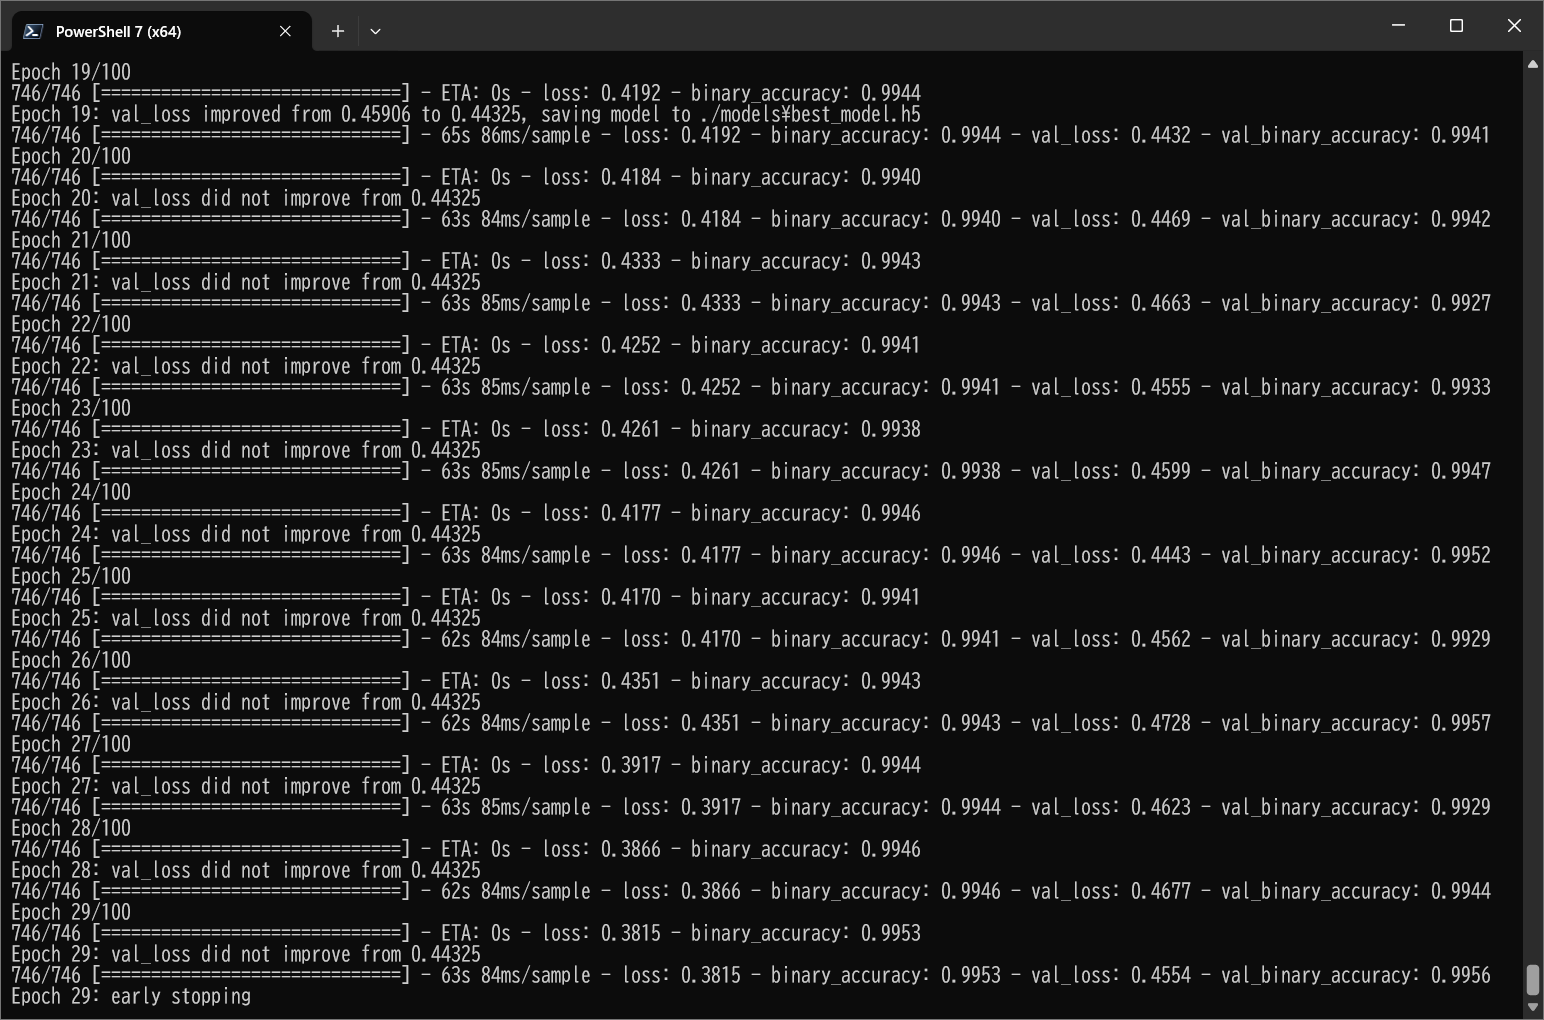 PowerShell 7 (x64)
Epoch 19/100
746/746 [==============================] - ETA: 0s - loss: 0.4192 - binary_accuracy: 0.9944
Epoch 19: val_loss improved from 0.45906 to 0.44325, saving model to ./models¥best_model.h5
746/746 [==============================] - 65s 86ms/sample - loss: 0.4192 - binary_accuracy: 0.9944 - val_loss: 0.4432 - val_binary_accuracy: 0.9941
Epoch 20/100
746/746 [==============================] - ETA: 0s - loss: 0.4184 - binary_accuracy: 0.9940
Epoch 20: val_loss did not improve from 0.44325
746/746 [==============================] - 63s 84ms/sample - loss: 0.4184 - binary_accuracy: 0.9940 - val_loss: 0.4469 - val_binary_accuracy: 0.9942
Epoch 21/100
746/746 [==============================] - ETA: 0s - loss: 0.4333 - binary_accuracy: 0.9943
Epoch 21: val_loss did not improve from 0.44325
746/746 [==============================] - 63s 85ms/sample - loss: 0.4333 - binary_accuracy: 0.9943 - val_loss: 0.4663 - val_binary_accuracy: 0.9927
Epoch 22/100
746/746 [==============================] - ETA: 0s - loss: 0.4252 - binary_accuracy: 0.9941
Epoch 22: val_loss did not improve from 0.44325
746/746 [==============================] - 63s 85ms/sample - loss: 0.4252 - binary_accuracy: 0.9941 - val_loss: 0.4555 - val_binary_accuracy: 0.9933
Epoch 23/100
746/746 [==============================] - ETA: 0s - loss: 0.4261 - binary_accuracy: 0.9938
Epoch 23: val_loss did not improve from 0.44325
746/746 [==============================] - 63s 85ms/sample - loss: 0.4261 - binary_accuracy: 0.9938 - val_loss: 0.4599 - val_binary_accuracy: 0.9947
Epoch 24/100
746/746 [==============================] - ETA: 0s - loss: 0.4177 - binary_accuracy: 0.9946
Epoch 24: val_loss did not improve from 0.44325
746/746 [==============================] - 63s 84ms/sample - loss: 0.4177 - binary_accuracy: 0.9946 - val_loss: 0.4443 - val_binary_accuracy: 0.9952
Epoch 25/100
746/746 [==============================] - ETA: 0s - loss: 0.4170 - binary_accuracy: 0.9941
Epoch 25: val_loss did not improve from 0.44325
746/746 [==============================] - 62s 84ms/sample - loss: 0.4170 - binary_accuracy: 0.9941 - val_loss: 0.4562 - val_binary_accuracy: 0.9929
Epoch 26/100
746/746 [==============================] - ETA: 0s - loss: 0.4351 - binary_accuracy: 0.9943
Epoch 26: val_loss did not improve from 0.44325
746/746 [==============================] - 62s 84ms/sample - loss: 0.4351 - binary_accuracy: 0.9943 - val_loss: 0.4728 - val_binary_accuracy: 0.9957
Epoch 27/100
746/746 [==============================] - ETA: 0s - loss: 0.3917 - binary_accuracy: 0.9944
Epoch 27: val_loss did not improve from 0.44325
746/746 [==============================] - 63s 85ms/sample - loss: 0.3917 - binary_accuracy: 0.9944 - val_loss: 0.4623 - val_binary_accuracy: 0.9929
Epoch 28/100
746/746 [==============================] - ETA: 0s - loss: 0.3866 - binary_accuracy: 0.9946
Epoch 28: val_loss did not improve from 0.44325
746/746 [==============================] - 62s 84ms/sample - loss: 0.3866 - binary_accuracy: 0.9946 - val_loss: 0.4677 - val_binary_accuracy: 0.9944
Epoch 29/100
746/746 [==============================] - ETA: 0s - loss: 0.3815 - binary_accuracy: 0.9953
Epoch 29: val_loss did not improve from 0.44325
746/746 [==============================] - 63s 84ms/sample - loss: 0.3815 - binary_accuracy: 0.9953 - val_loss: 0.4554 - val_binary_accuracy: 0.9956
Epoch 29: early stopping